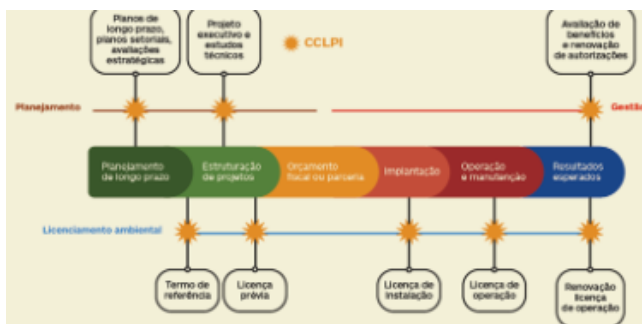 Planos de
longo prazo,
planos setoriais,
avaliações
estratégicas
Projeto
executivo e
estudos
técnicos
CCLPI
Avaliação de
benefícios
e renovação
de autorizações
Planejamento
Gestão
Planejamento
de longo prazo
Estruturação
de projetos
Orçamento
fiscal ou parceria
Implantação
Operação
e manutenção
Resultados
esperados
Licenciamento ambiental
Termo de
referência
Licença
prévia
Licença de
instalação
Licença de
operação
Renovação
licença
de operação